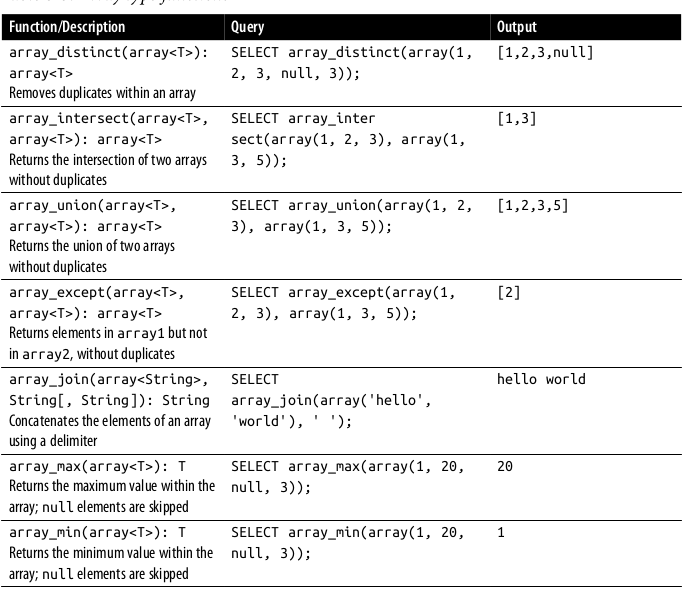 Function/Description Query Output
array_distinct(array<T>): SELECT array_distinct(array(1, [1,2,3,null]
array<T> 2, 3, null, 3));
Removes duplicates within an array
array_intersect(array<T>, SELECT array_inter [1,3]
array<T>): array<T> sect(array(1, 2, 3), array(1,
Returns the intersection of two arrays 3, 5));
without duplicates
array_union(array<T>, SELECT array_union(array(1, 2, [1,2,3,5]
array<T>): array<T> 3), array(1, 3, 5));
Returns the union of two arrays
without duplicates
array_except(array<T>, SELECT array_except(array(1, [2]
array<T>): array<T> 2, 3), array(1, 3, 5));
Returns elements in array1 but not
in array2, without duplicates
array_join(array<String>, SELECT hello world
String[, String]): String array_join(array('hello',
Concatenates the elements of an array 'world'), ' ');
using a delimiter
array_max(array<T>): T SELECT array_max(array(1, 20, 20
Returns the maximum value within the null, 3));
array; null elements are skipped
array_min(array<T>): T SELECT array_min(array(1, 20, 1
Returns the minimum value within the null, 3));
array; null elements are skipped